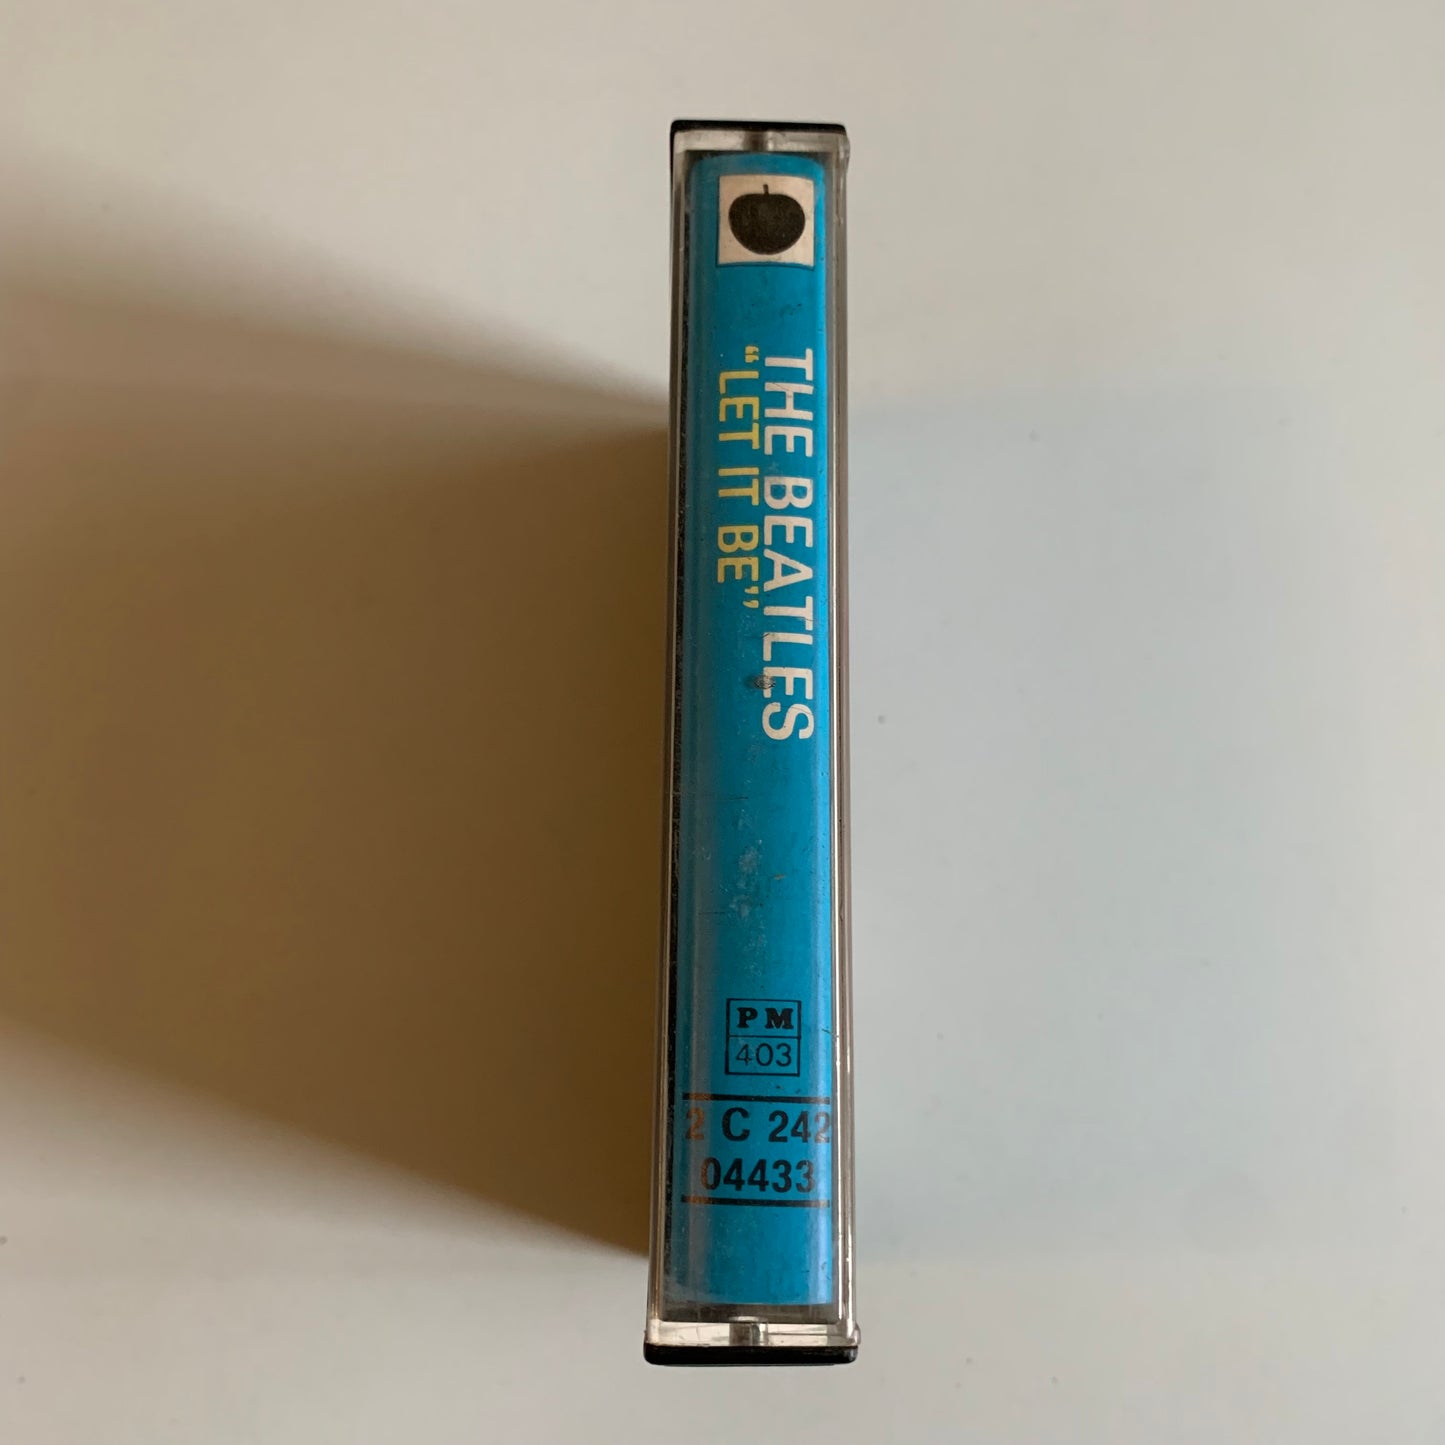 THE BEATLES
“LET IT BE”
PM
403
2 C 242
04433